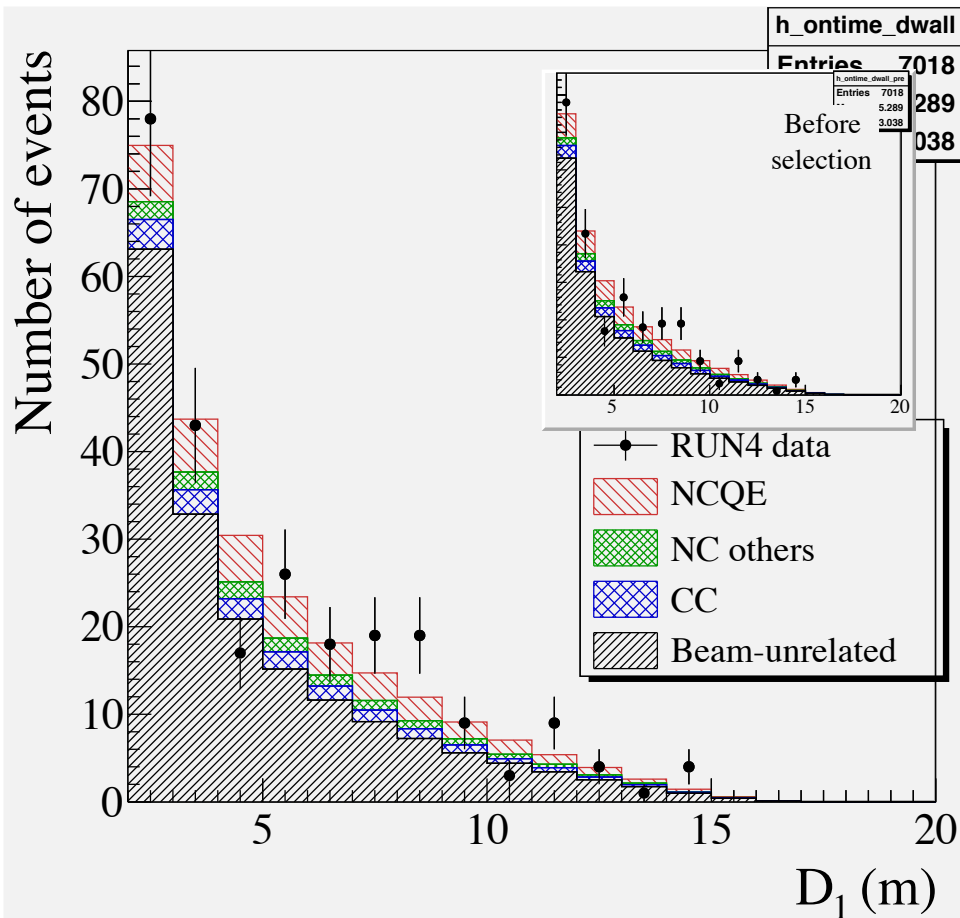 h_ontime_dwall
Entries 7018
289
038
h_ontime_dwall_pre
Entries 7018
5.289
3.038
Before
selection
5
10
15
20
Number of events
80
70
60
50
40
30
20
10
0
RUN4 data
NCQE
NC others
CC
Beam-unrelated
5
10
15
20
D1 (m)